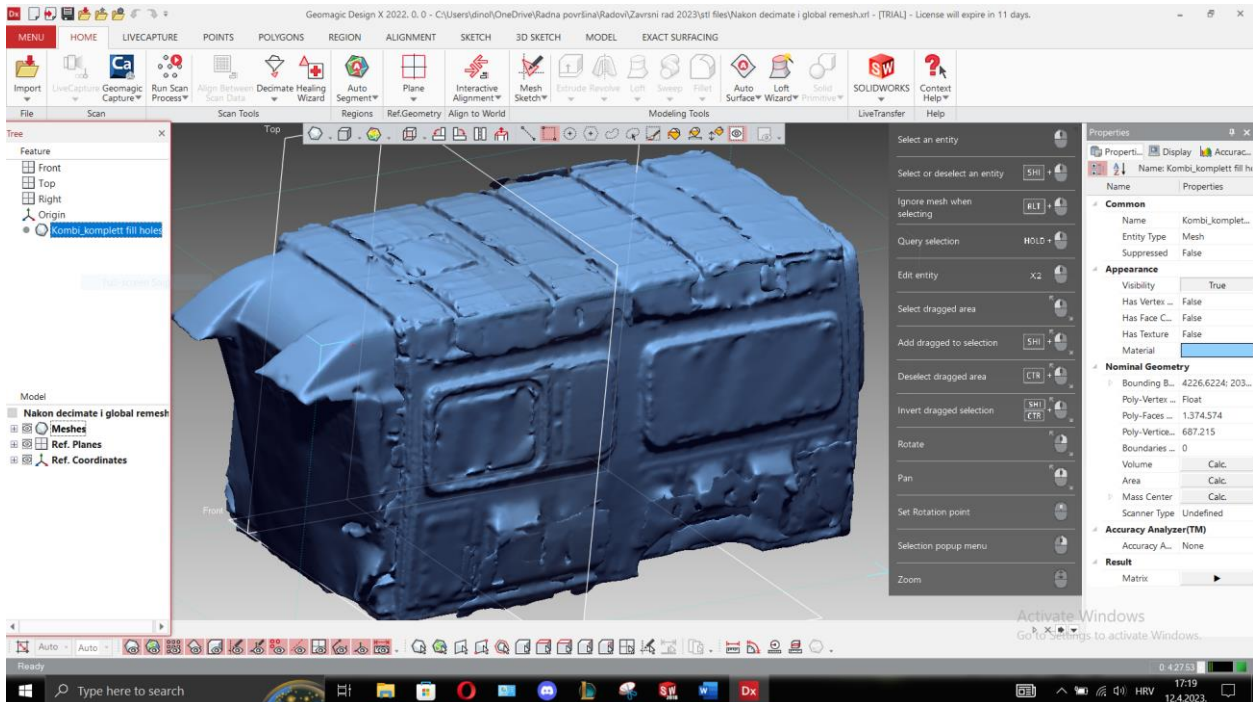 Geomagic Design X 2022. 0. 0 - C:\Users\dinol\OneDrive\Radna površina\Radovi\Zavrsni rad 2023\stl files\Nakon decimate i global remesh.xrl - [TRIAL] - License will expire in 11 days.
MENU HOME LIVECAPTURE POINTS POLYGONS REGION ALIGNMENT SKETCH 3D SKETCH MODEL EXACT SURFACING
Import LiveCapture Geomagic Capture Run Scan Process Align Between Scan Data Decimate Healing Wizard Auto Segment Plane Interactive Alignment Mesh Sketch Extrude Revolve Loft Sweep Fillet Auto Surface Loft Wizard Solid Primitive SOLIDWORKS Context Help
File Scan Scan Tools Regions Ref.Geometry Align to World Modeling Tools LiveTransfer Help
Tree
Feature
Front
Top
Right
Origin
Kombi_komplett fill holes
Model
Nakon decimate i global remesh
Meshes
Ref. Planes
Ref. Coordinates
Top
Front
Select an entity
Select or deselect an entity SHI +
Ignore mesh when selecting ALT +
Query selection HOLD +
Edit entity X2
Select dragged area
Add dragged to selection SHI +
Deselect dragged area CTR +
Invert dragged selection SHI CTR +
Rotate
Pan
Set Rotation point
Selection popup menu
Zoom
Properties
Properti... Display Accurac...
Name: Kombi_komplett fill ho
Name Properties
Common
Name Kombi_komplet...
Entity Type Mesh
Suppressed False
Appearance
Visibility True
Has Vertex ... False
Has Face C... False
Has Texture False
Material
Nominal Geometry
Bounding B... 4226.6224; 203...
Poly-Vertex ... Float
Poly-Faces ... 1.374.574
Poly-Vertice... 687.215
Boundaries ... 0
Volume Calc.
Area Calc.
Mass Center Calc.
Scanner Type Undefined
Accuracy Analyzer(TM)
Accuracy A... None
Result
Matrix
Activate Windows
Go to Settings to activate Windows.
Auto Auto
Ready
0: 4:27:53
Type here to search
HRV
17:19
12.4.2023.